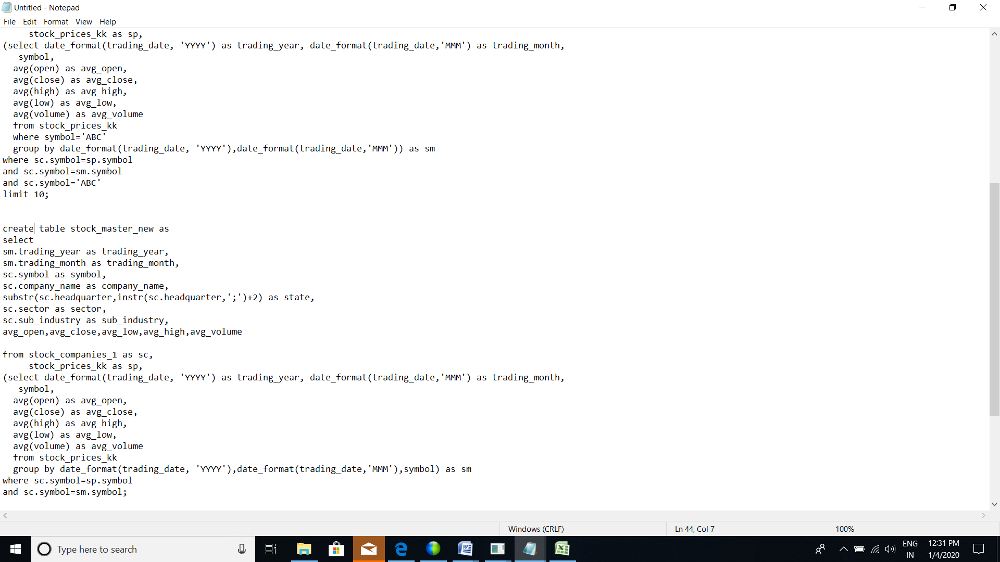 Untitled - Notepad
File Edit Format View Help
stock_prices_kk as sp,
(select date_format(trading_date, 'YYYY') as trading_year, date_format(trading_date,'MMM') as trading_month,
symbol,
avg(open) as avg_open,
avg(close) as avg_close,
avg(high) as avg_high,
avg(low) as avg_low,
avg(volume) as avg_volume
from stock_prices_kk
where symbol='ABC'
group by date_format(trading_date, 'YYYY'),date_format(trading_date,'MMM')) as sm
where sc.symbol=sp.symbol
and sc.symbol=sm.symbol
and sc.symbol='ABC'
limit 10;
create table stock_master_new as
select
sm.trading_year as trading_year,
sm.trading_month as trading_month,
sc.symbol as symbol,
sc.company_name as company_name,
substr(sc.headquarter,instr(sc.headquarter,';')+2) as state,
sc.sector as sector,
sc.sub_industry as sub_industry,
avg_open,avg_close,avg_low,avg_high,avg_volume
from stock_companies_1 as sc,
stock_prices_kk as sp,
(select date_format(trading_date, 'YYYY') as trading_year, date_format(trading_date,'MMM') as trading_month,
symbol,
avg(open) as avg_open,
avg(close) as avg_close,
avg(high) as avg_high,
avg(low) as avg_low,
avg(volume) as avg_volume
from stock_prices_kk
group by date_format(trading_date, 'YYYY'),date_format(trading_date,'MMM'),symbol) as sm
where sc.symbol=sp.symbol
and sc.symbol=sm.symbol;
Windows (CRLF) Ln 44, Col 7 100%
Type here to search
ENG 12:31 PM
IN 1/4/2020